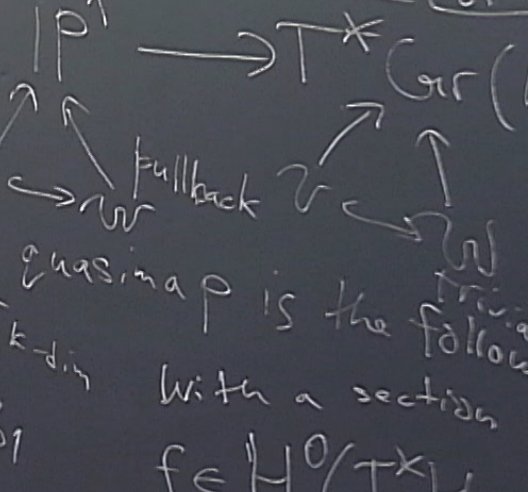 ℙ¹ ⟶ T*Gr(
𝒲 pullback 𝒱 ↪ 𝒲
quasimap is the follow
k-dim with a section
f ∈ H⁰(T*